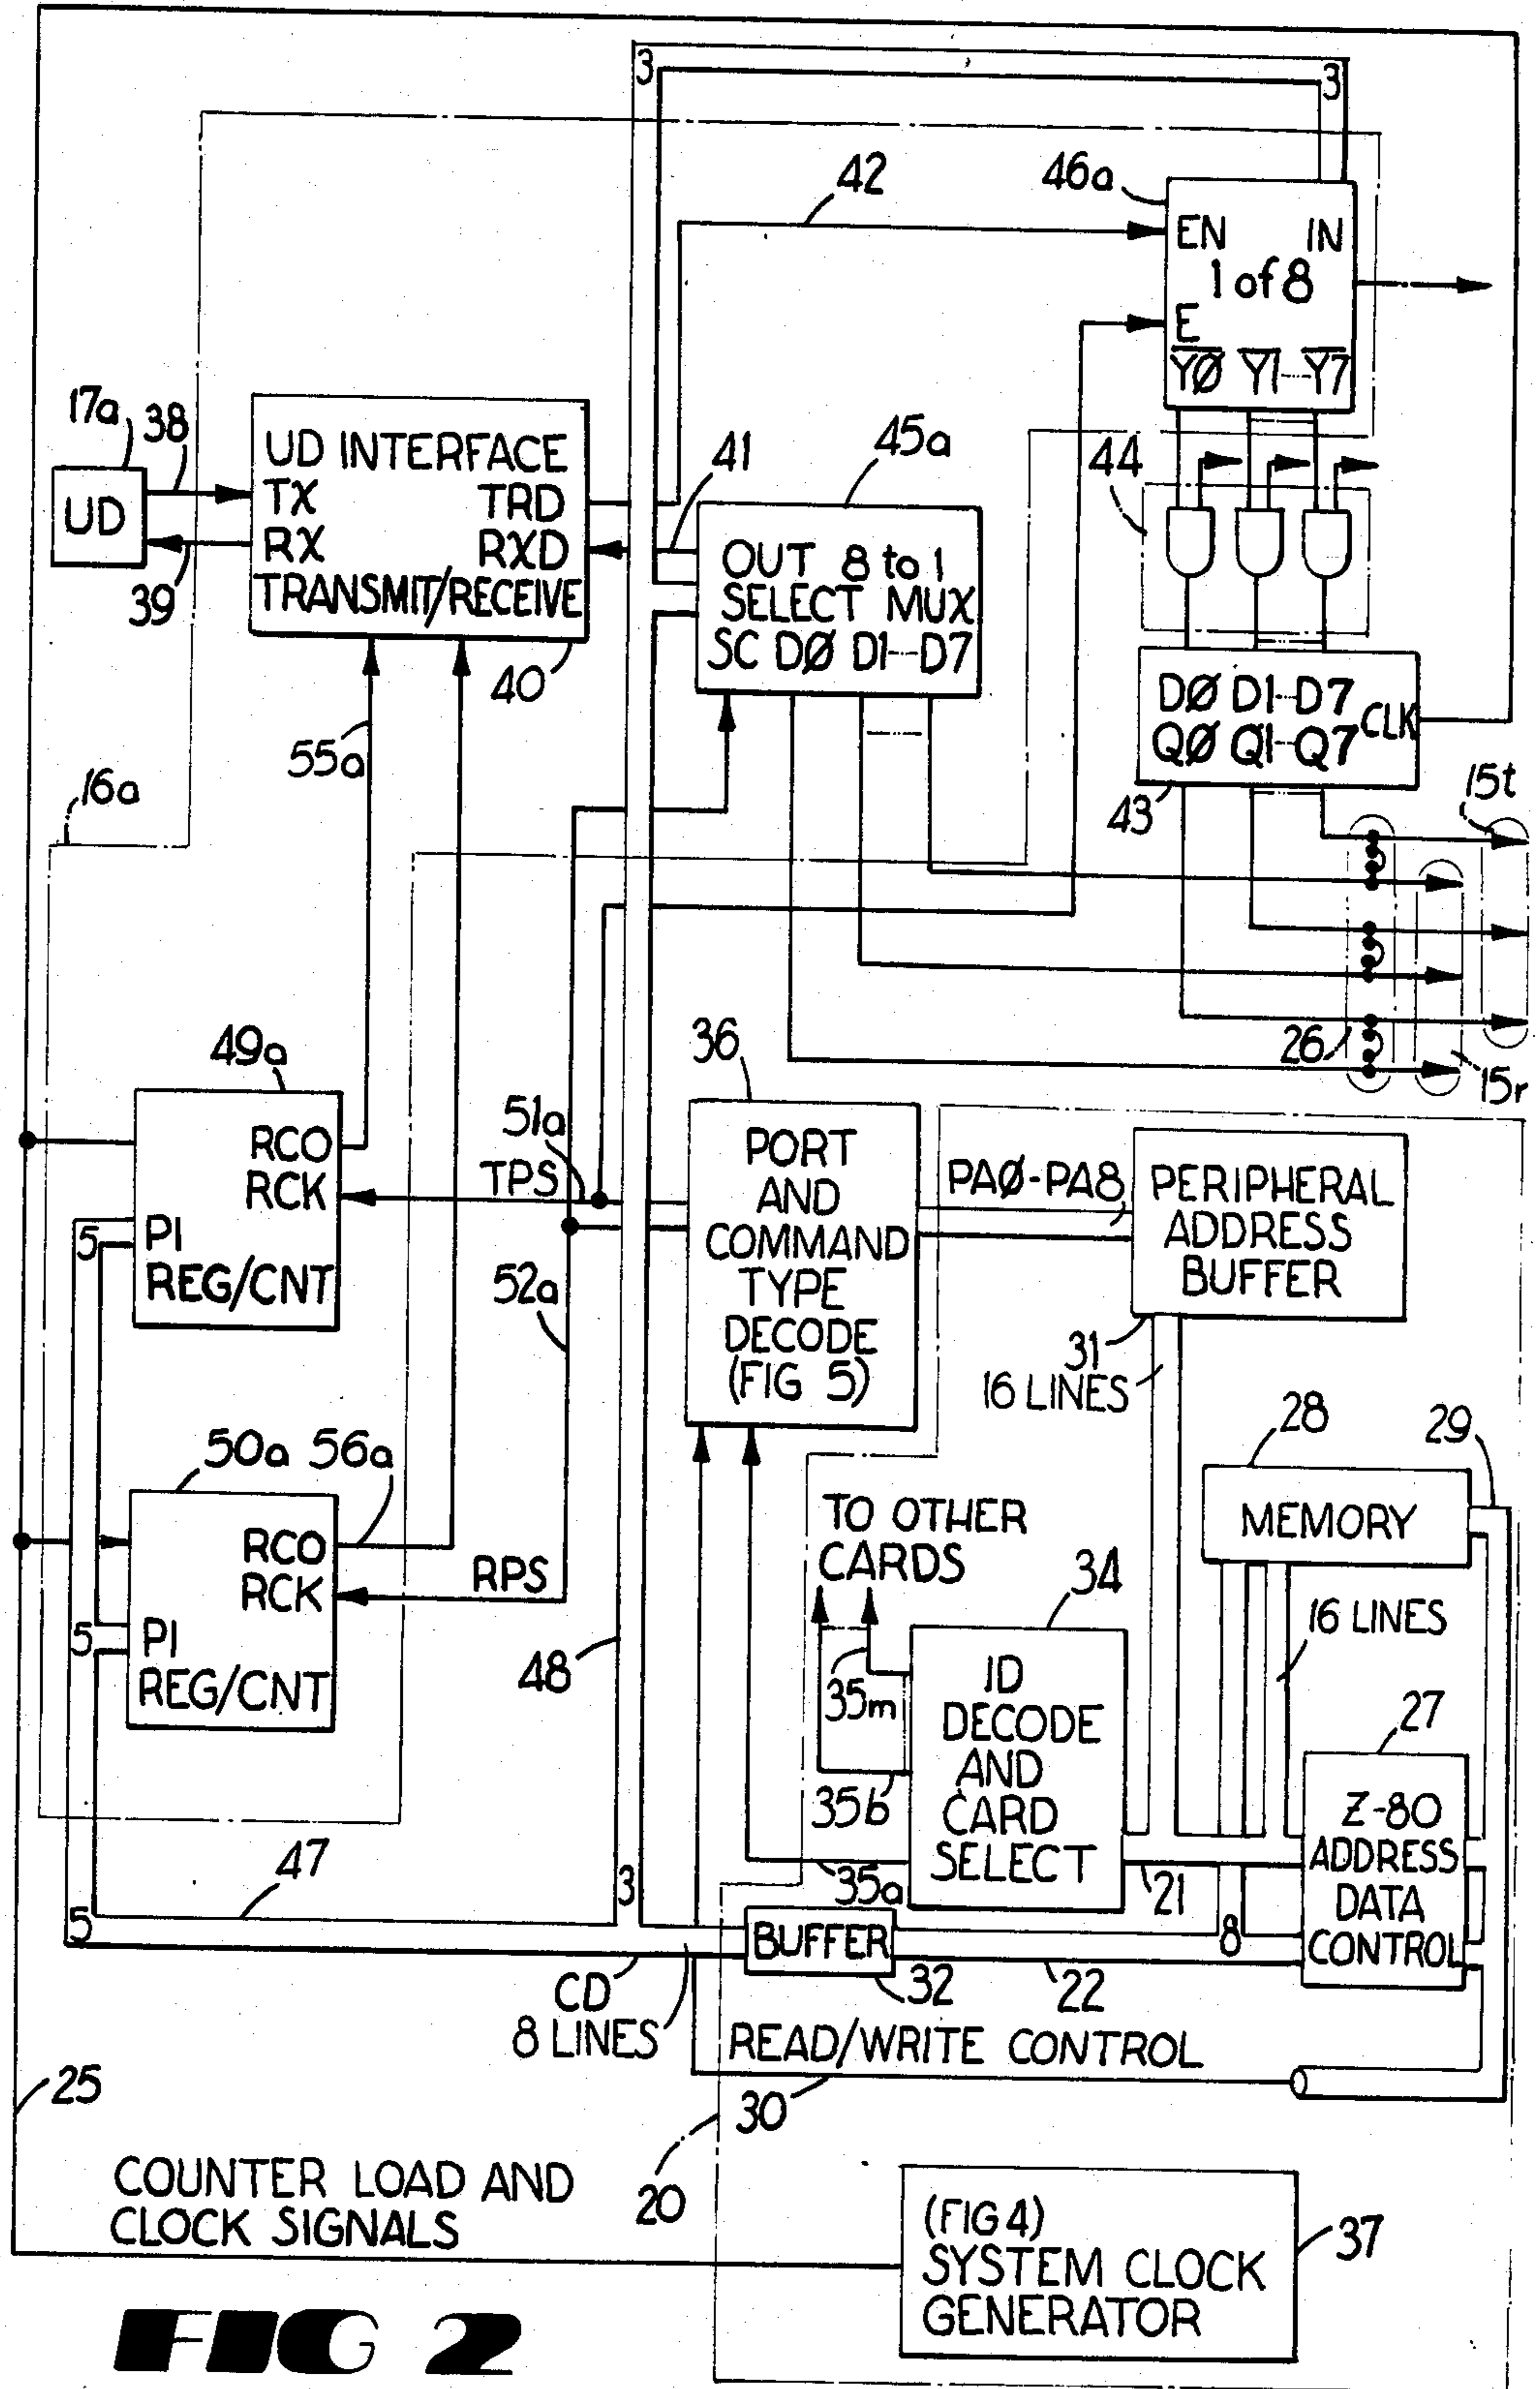 3
3
42
46a
EN IN
1 of 8
E
Y0 Y1--Y7
17a
38
UD
39
UD INTERFACE
TX TRD
RX RXD
TRANSMIT/RECEIVE
40
41
45a
OUT 8 to 1
SELECT MUX
SC DØ D1--D7
44
DØ D1--D7
CLK
QØ Q1--Q7
43
55a
16a
15t
26
15r
49a
RCO
RCK
PI
REG/CNT
5
51a
TPS
52a
36
PORT
AND
COMMAND
TYPE
DECODE
(FIG 5)
PAØ-PA8
PERIPHERAL
ADDRESS
BUFFER
31
16 LINES
50a 56a
RCO
RCK
RPS
5
PI
REG/CNT
48
28
29
MEMORY
16 LINES
TO OTHER
CARDS
34
35m
35b
ID
DECODE
AND
CARD
SELECT
35a
21
27
Z-80
ADDRESS
DATA
CONTROL
47
3
5
BUFFER
32
8
22
CD
8 LINES
READ/WRITE CONTROL
30
25
20
COUNTER LOAD AND
CLOCK SIGNALS
(FIG 4)
SYSTEM CLOCK
GENERATOR
37
FIG 2